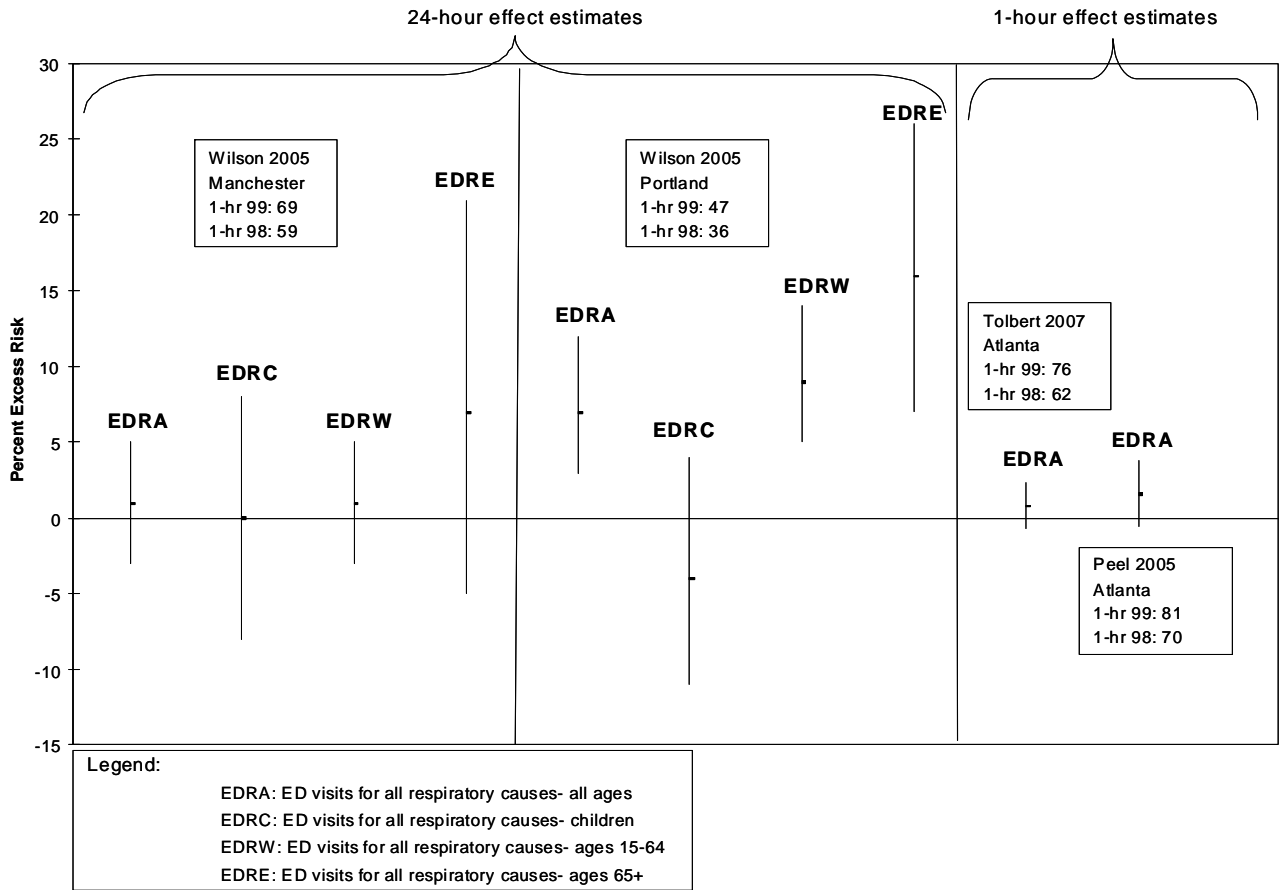 24-hour effect estimates
1-hour effect estimates
Percent Excess Risk
30
25
20
15
10
5
0
-5
-10
-15
Wilson 2005
Manchester
1-hr 99: 69
1-hr 98: 59
EDRA
EDRC
EDRW
EDRE
Wilson 2005
Portland
1-hr 99: 47
1-hr 98: 36
EDRA
EDRC
EDRW
EDRE
Tolbert 2007
Atlanta
1-hr 99: 76
1-hr 98: 62
EDRA
EDRA
Peel 2005
Atlanta
1-hr 99: 81
1-hr 98: 70
Legend:
EDRA: ED visits for all respiratory causes- all ages
EDRC: ED visits for all respiratory causes- children
EDRW: ED visits for all respiratory causes- ages 15-64
EDRE: ED visits for all respiratory causes- ages 65+